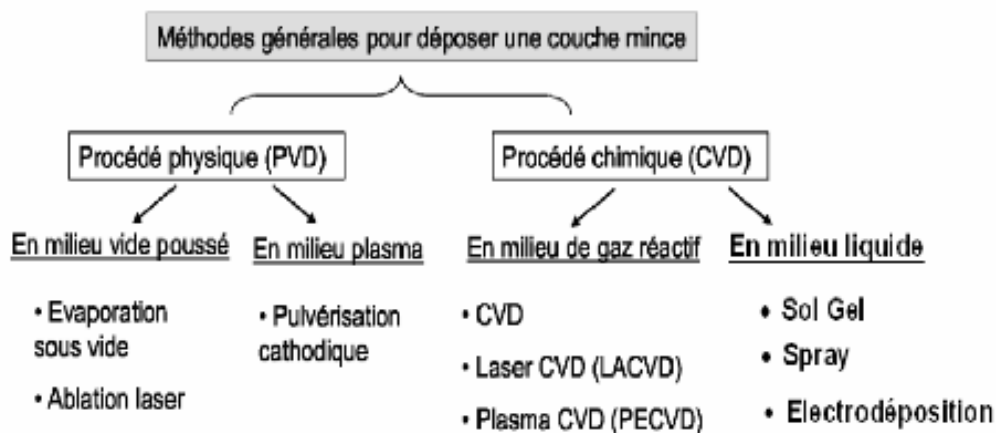 Méthodes générales pour déposer une couche mince
Procédé physique (PVD)
Procédé chimique (CVD)
En milieu vide poussé
En milieu plasma
En milieu de gaz réactif
En milieu liquide
• Evaporation
sous vide
• Ablation laser
• Pulvérisation
cathodique
• CVD
• Laser CVD (LACVD)
• Plasma CVD (PECVD)
• Sol Gel
• Spray
• Electrodéposition